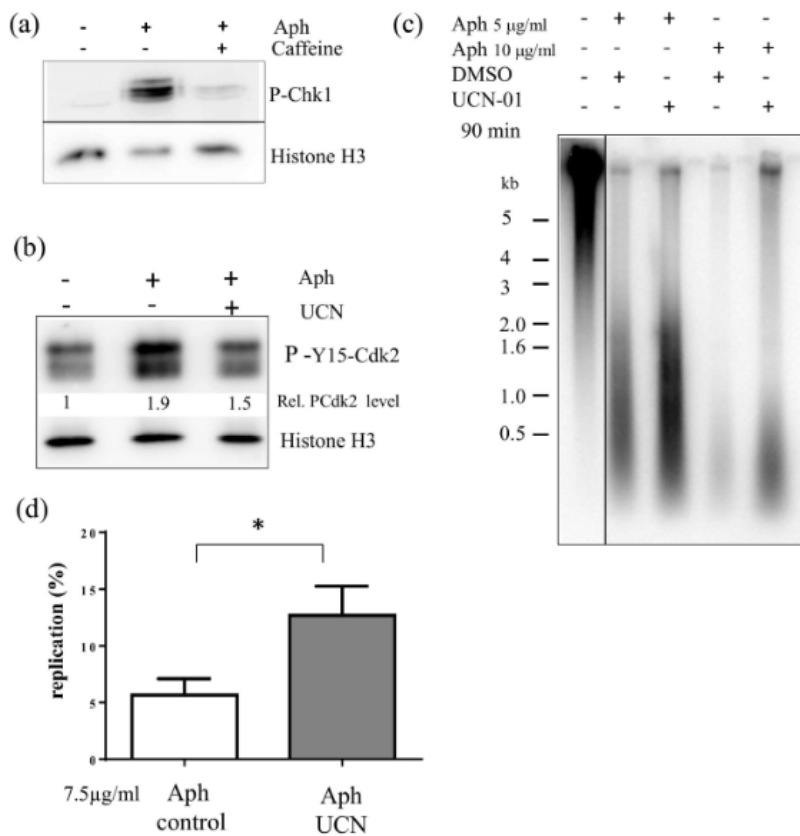 (a)
- + + Aph
- - + Caffeine
P-Chk1
Histone H3
(b)
- + + Aph
- - + UCN
P -Y15-Cdk2
1 1.9 1.5 Rel. PCdk2 level
Histone H3
(c)
Aph 5 µg/ml - + + - -
Aph 10 µg/ml - - - + +
DMSO - + - + -
UCN-01 - - + - +
90 min
kb
5
4
3
2.0
1.6
1.0
0.5
(d)
replication (%)
20
15
10
5
0
*
7.5µg/ml
Aph
control
Aph
UCN